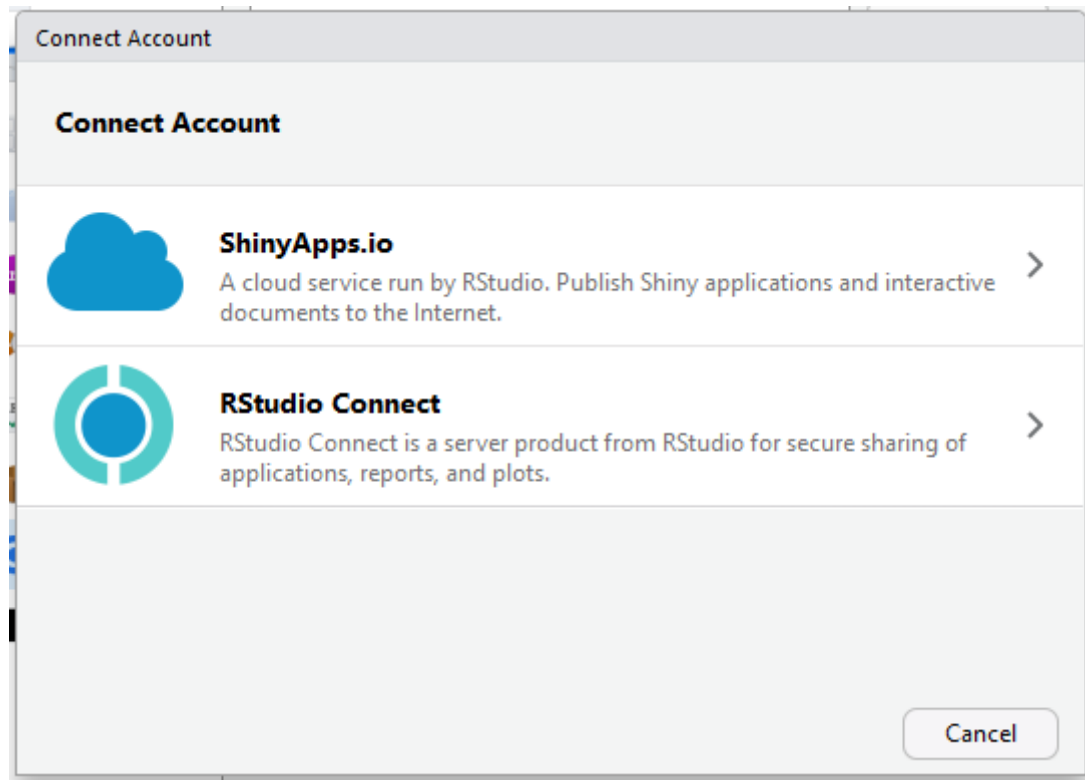 Connect Account
Connect Account
ShinyApps.io
A cloud service run by RStudio. Publish Shiny applications and interactive
documents to the Internet.
RStudio Connect
RStudio Connect is a server product from RStudio for secure sharing of
applications, reports, and plots.
Cancel